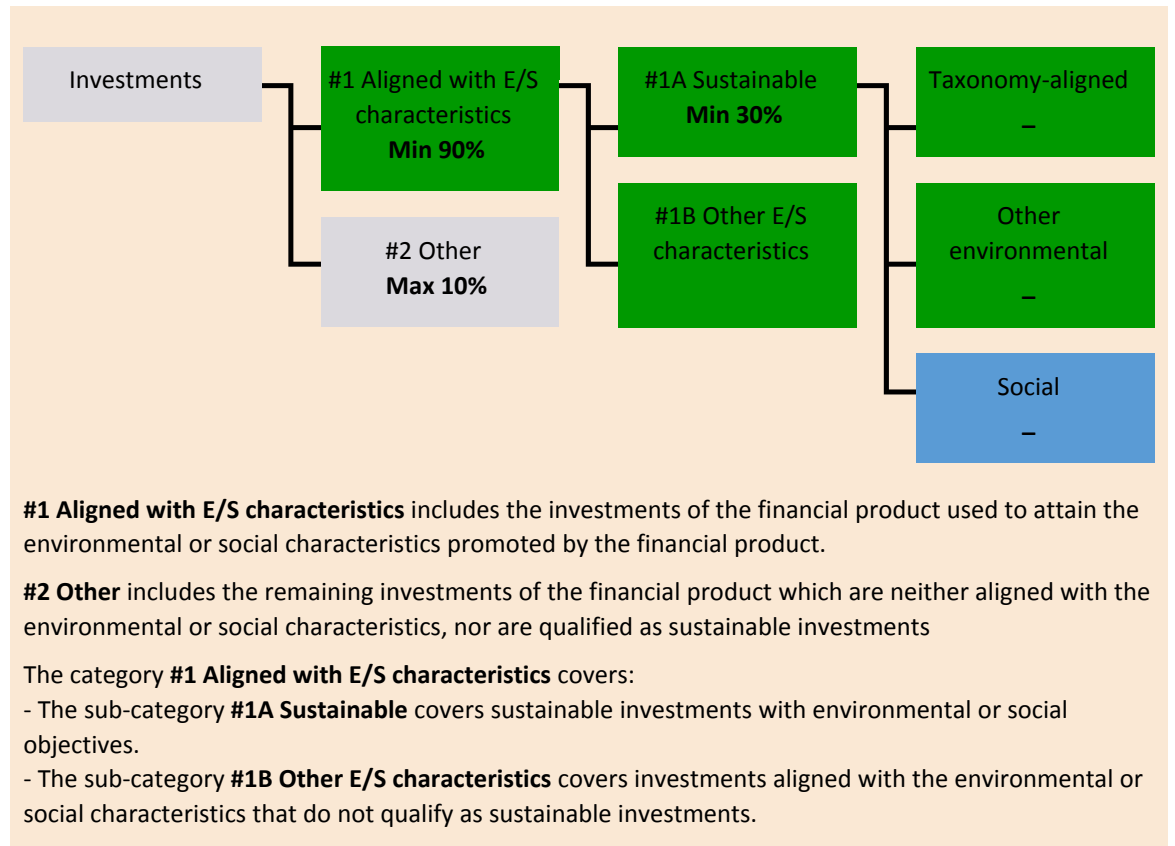 Investments
#1 Aligned with E/S
characteristics
Min 90%
#2 Other
Max 10%
#1A Sustainable
Min 30%
#1B Other E/S
characteristics
Taxonomy-aligned
–
Other
environmental
–
Social
–
#1 Aligned with E/S characteristics includes the investments of the financial product used to attain the
environmental or social characteristics promoted by the financial product.
#2 Other includes the remaining investments of the financial product which are neither aligned with the
environmental or social characteristics, nor are qualified as sustainable investments
The category #1 Aligned with E/S characteristics covers:
- The sub-category #1A Sustainable covers sustainable investments with environmental or social
objectives.
- The sub-category #1B Other E/S characteristics covers investments aligned with the environmental or
social characteristics that do not qualify as sustainable investments.